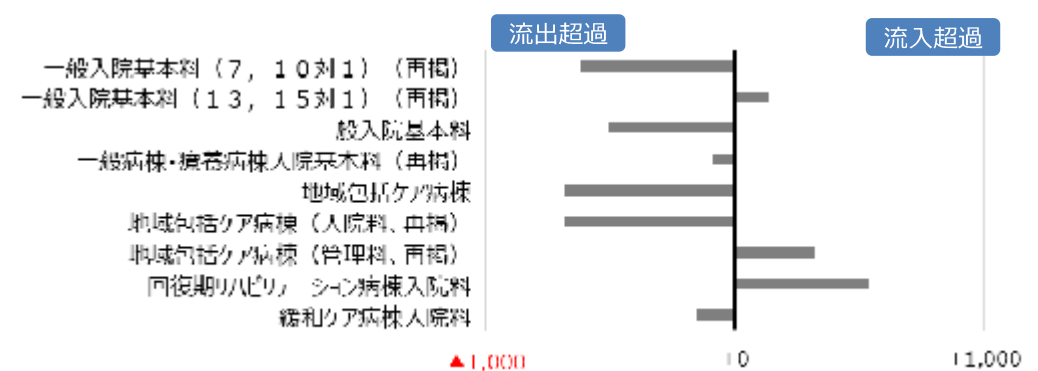 流出超過
流入超過
一般入院基本料（7，10対1）（再掲）
一般入院基本料（13，15対1）（再掲）
般入院基本料
一般病棟・療養病棟入院基本料（再掲）
地域包括ケア病棟
地域包括ケア病棟（入院料、再掲）
地域包括ケア病棟（管理料、再掲）
回復期リハビリテーション病棟入院料
緩和ケア病棟入院料
▲1,000 +0 +1,000